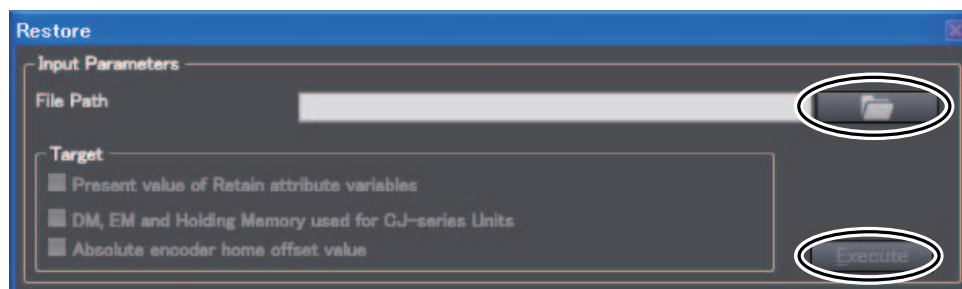 Restore
Input Parameters
File Path
Target
Present value of Retain attribute variables
DM, EM and Holding Memory used for CJ-series Units
Absolute encoder home offset value
Execute